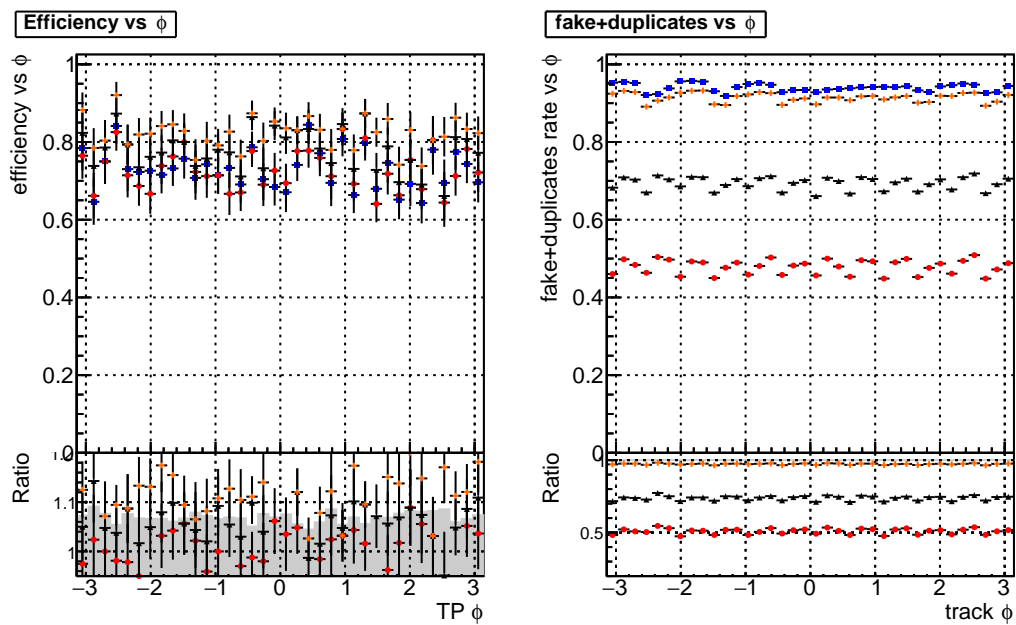 Efficiency vs ϕ
efficiency vs ϕ
1
0.8
0.6
0.4
0.2
0
Ratio
1.1
1
−3 −2 −1 0 1 2 3
TP ϕ
fake+duplicates vs ϕ
fake+duplicates rate vs ϕ
1
0.8
0.6
0.4
0.2
0
Ratio
0.5
−3 −2 −1 0 1 2 3
track ϕ